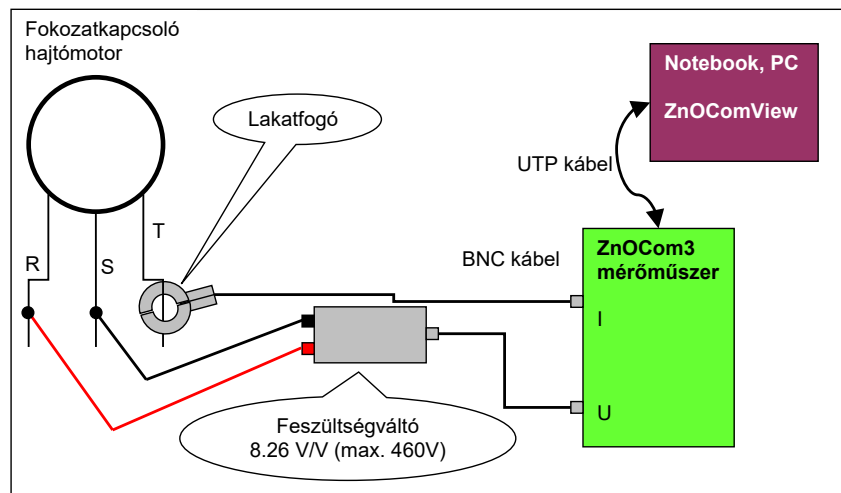 Fokozatkapcsoló
hajtómotor
Lakatfogó
Notebook, PC
ZnOComView
UTP kábel
R
S
T
BNC kábel
ZnOCom3
mérőműszer
I
U
Feszültségváltó
8.26 V/V (max. 460V)